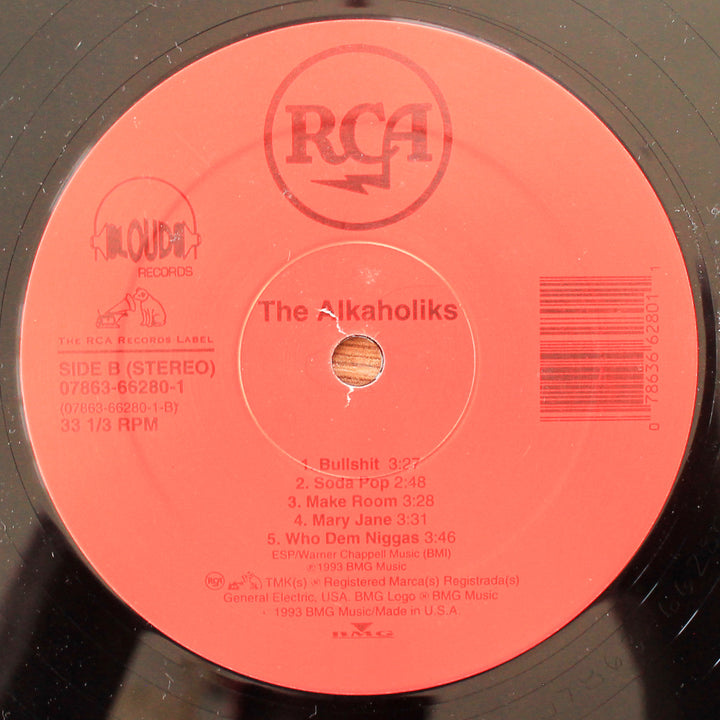 RCA
LOUD
RECORDS
The Alkaholiks
THE RCA RECORDS LABEL
SIDE B (STEREO)
07863-66280-1
(07863-66280-1-B)
33 1/3 RPM
0 78636 62801 1
1. Bullshit 3:27
2. Soda Pop 2:48
3. Make Room 3:28
4. Mary Jane 3:31
5. Who Dem Niggas 3:46
ESP/Warner Chappell Music (BMI)
℗ 1993 BMG Music
TMK(s) ® Registered Marca(s) Registrada(s)
General Electric, USA. BMG Logo ® BMG Music
1993 BMG Music/Made in U.S.A.
BMG